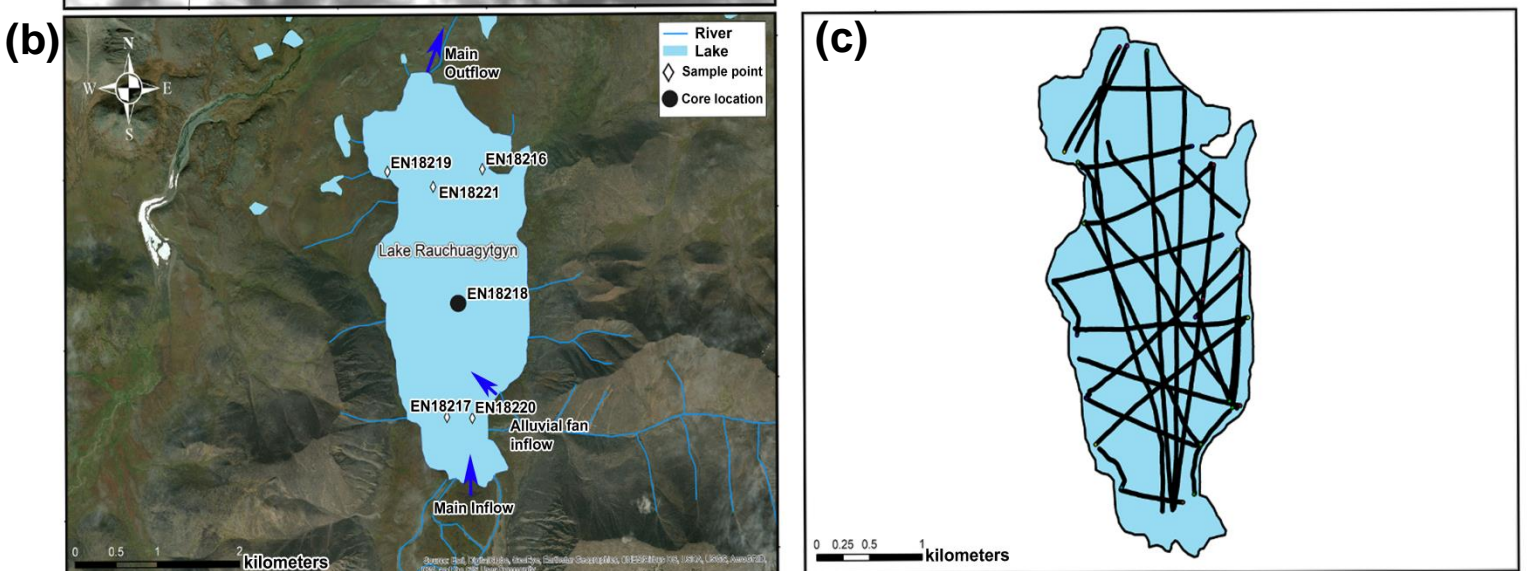 (b)
N
W
E
S
Main
Outflow
River
Lake
Sample point
Core location
EN18219
EN18216
EN18221
Lake Rauchuagytgyn
EN18218
EN18217
EN18220
Alluvial fan
inflow
Main Inflow
0 0.5 1 2
kilometers
(c)
0 0.25 0.5 1
kilometers